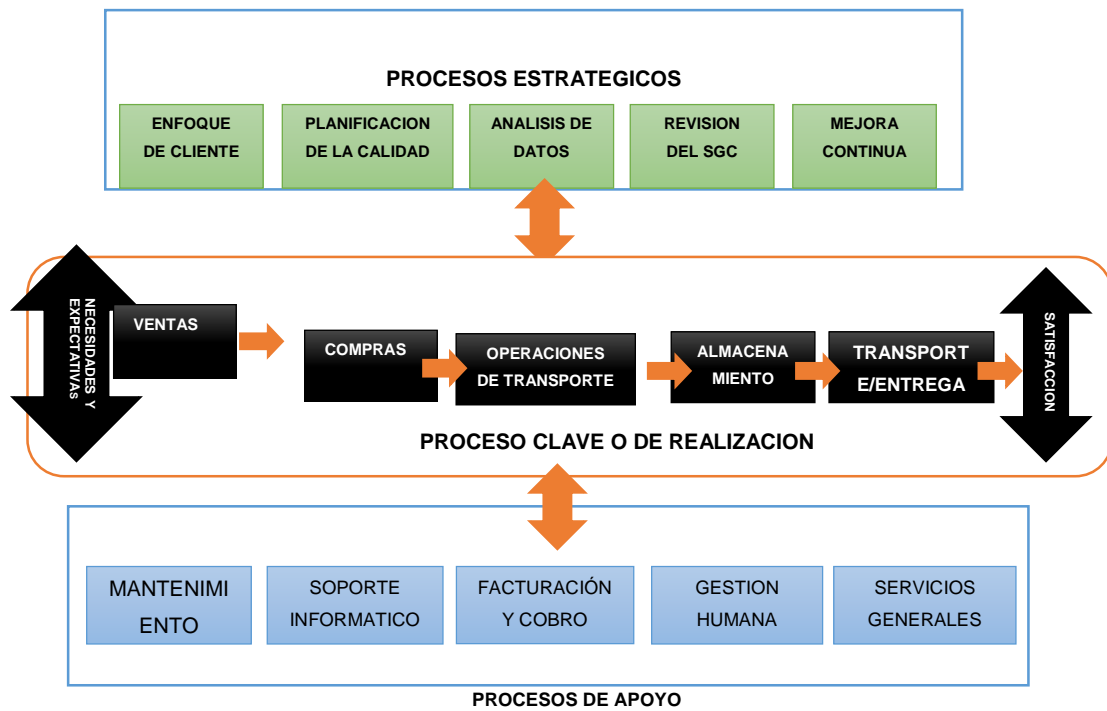 PROCESOS ESTRATEGICOS
ENFOQUE
DE CLIENTE
PLANIFICACION
DE LA CALIDAD
ANALISIS DE
DATOS
REVISION
DEL SGC
MEJORA
CONTINUA
NECESIDADES Y
EXPECTATIVAS
VENTAS
COMPRAS
OPERACIONES
DE TRANSPORTE
ALMACENA
MIENTO
TRANSPORT
E/ENTREGA
SATISFACCION
PROCESO CLAVE O DE REALIZACION
MANTENIMI
ENTO
SOPORTE
INFORMATICO
FACTURACIÓN
Y COBRO
GESTION
HUMANA
SERVICIOS
GENERALES
PROCESOS DE APOYO